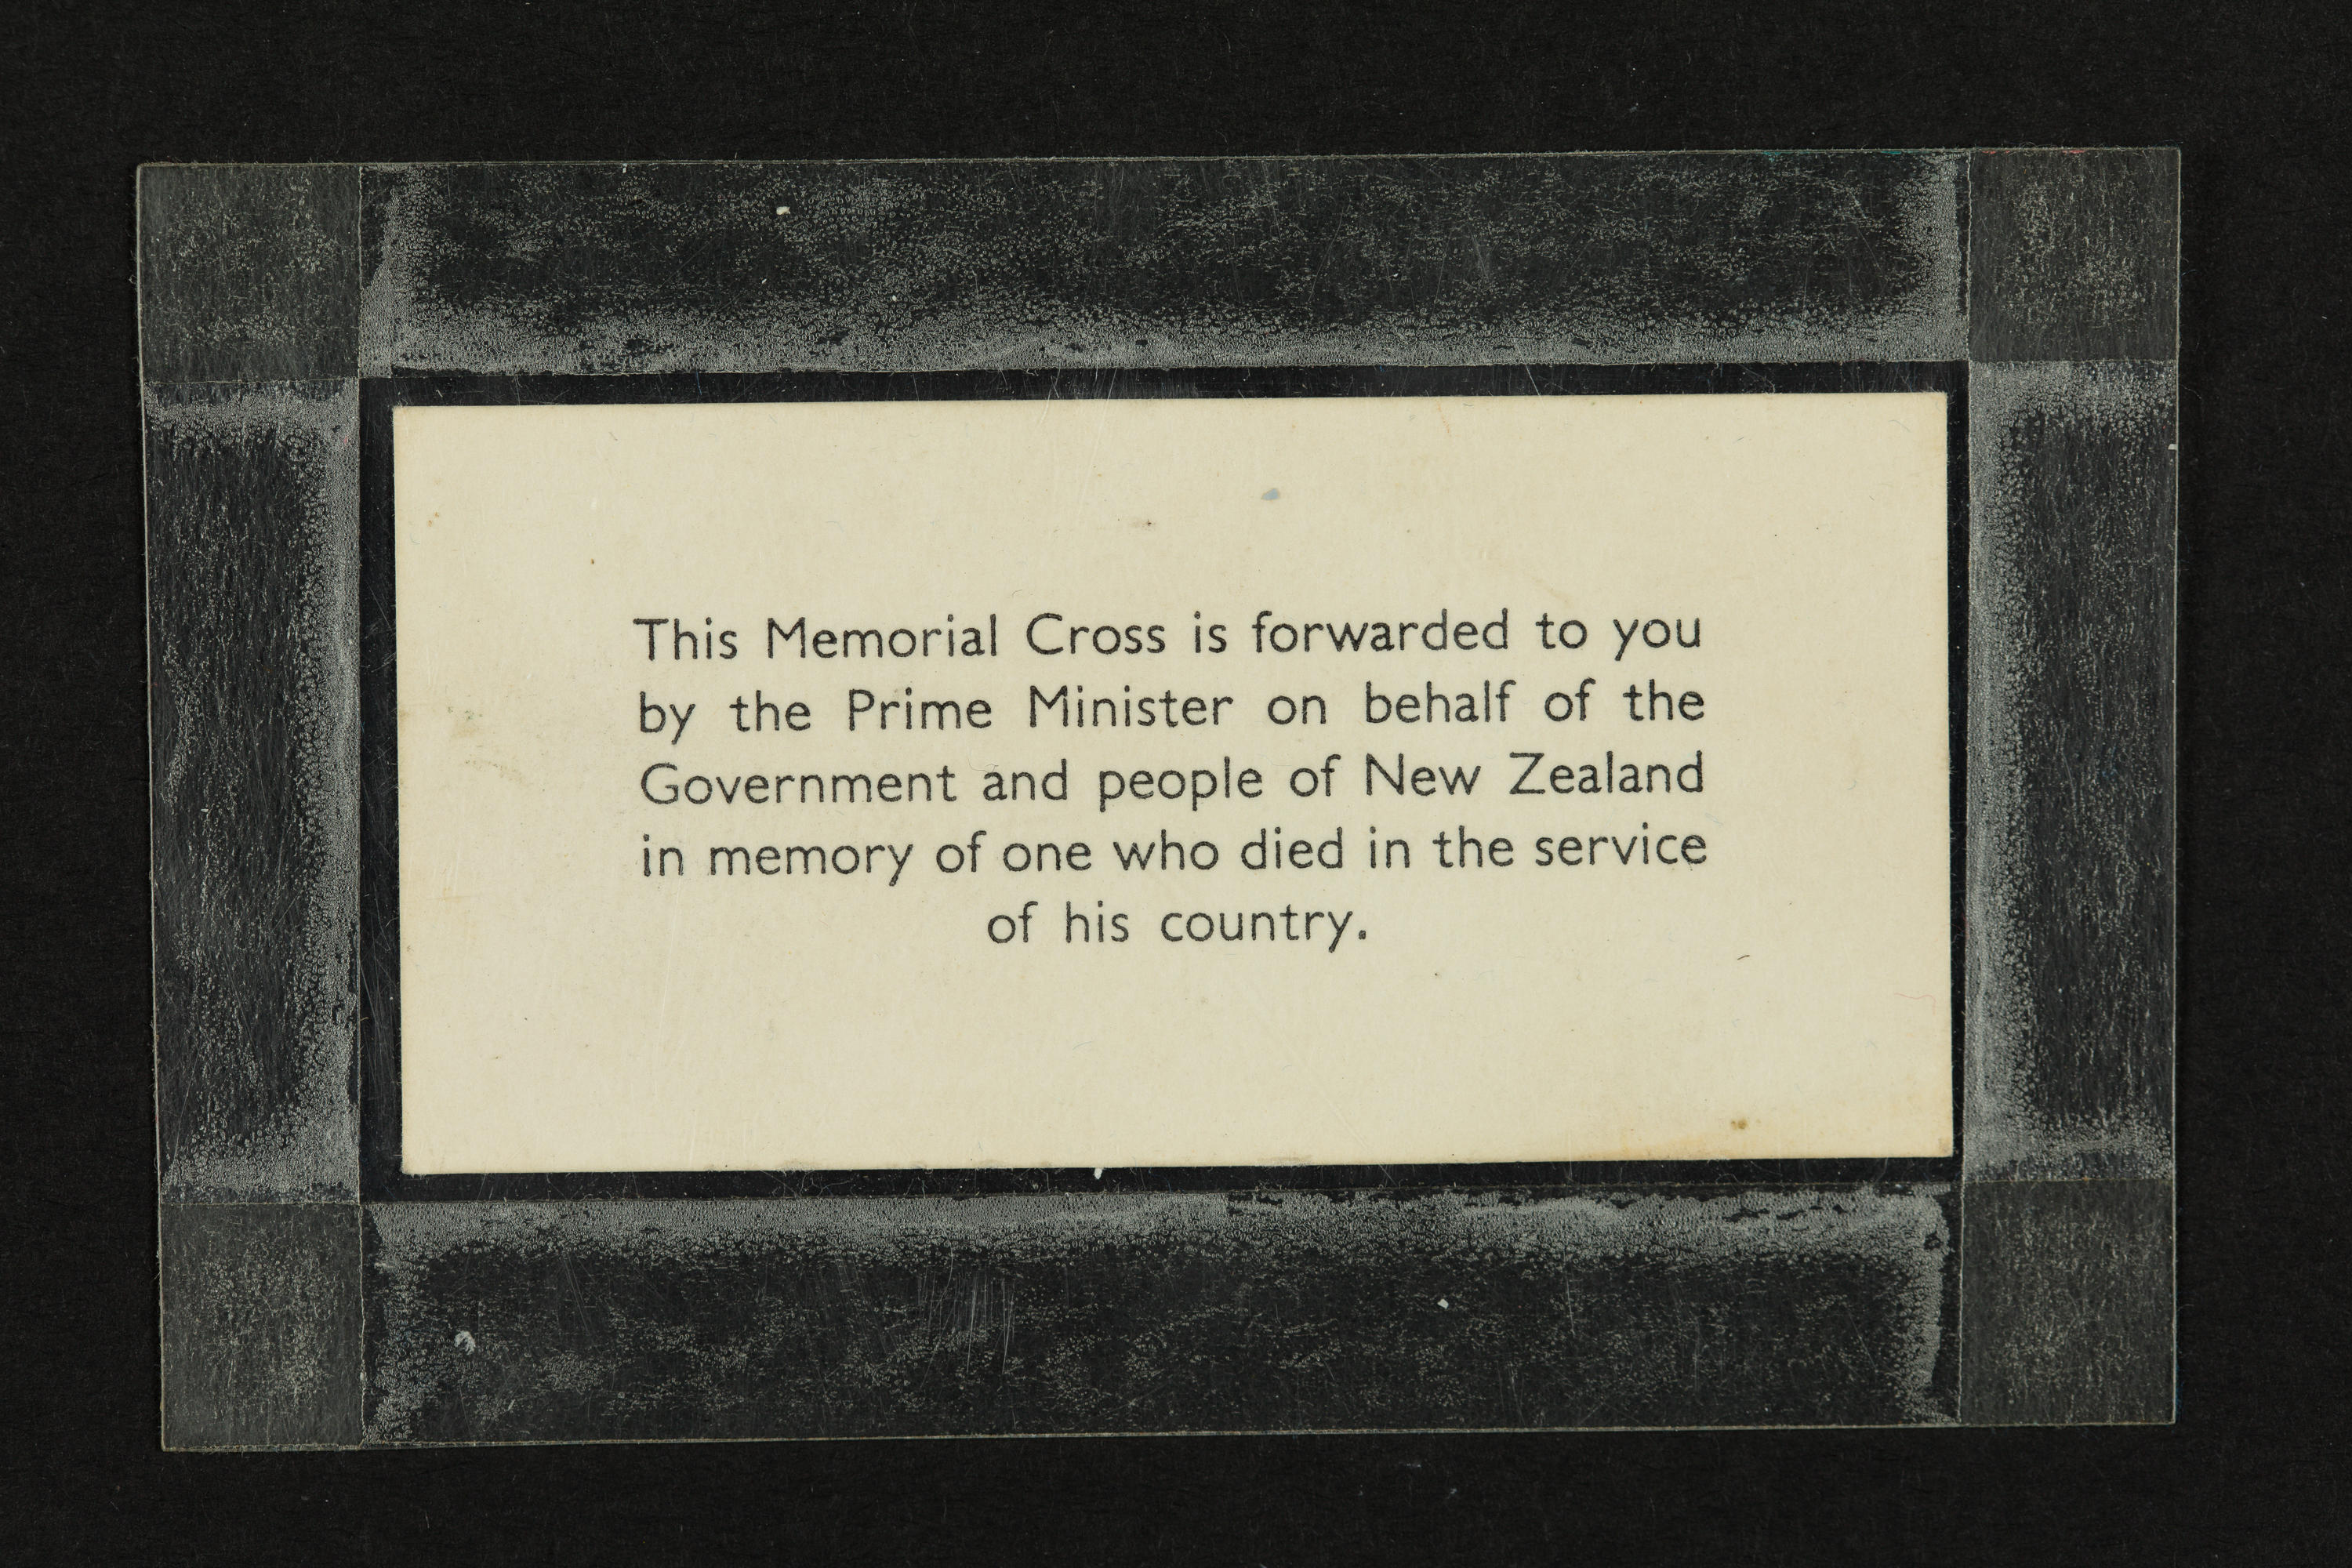 This Memorial Cross is forwarded to you
by the Prime Minister on behalf of the
Government and people of New Zealand
in memory of one who died in the service
of his country.